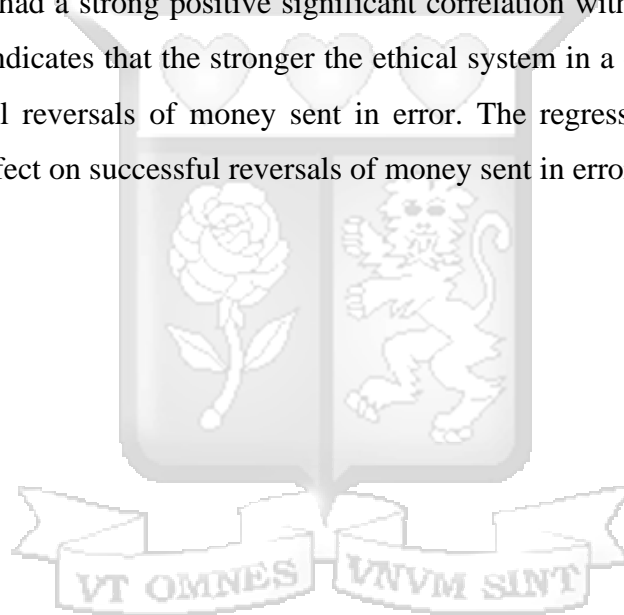 had a strong positive significant correlation with
ndicates that the stronger the ethical system in a
l reversals of money sent in error. The regress
ffect on successful reversals of money sent in erro
VT OMNES VNVM SINT